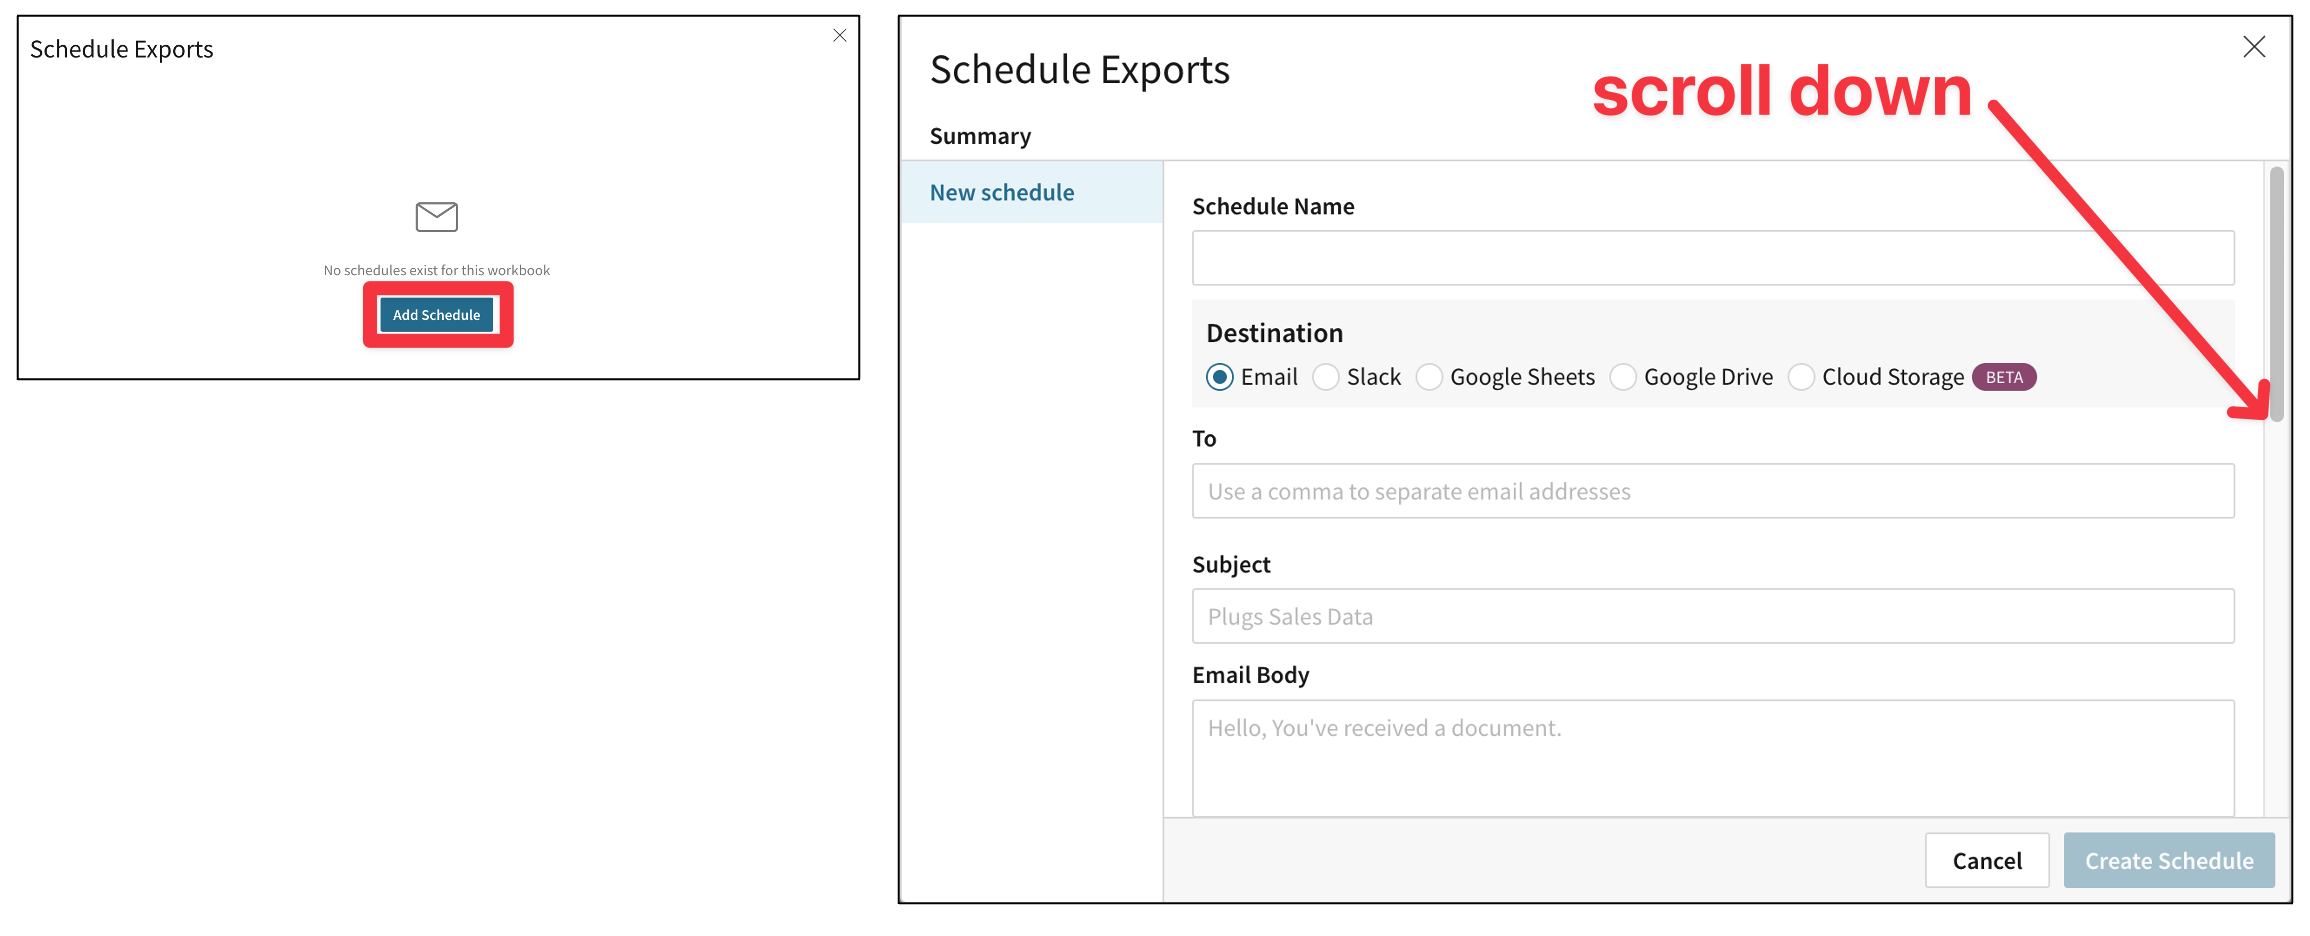 Schedule Exports
No schedules exist for this workbook
Add Schedule
Schedule Exports
scroll down
Summary
New schedule
Schedule Name
Destination
Email Slack Google Sheets Google Drive Cloud Storage BETA
To
Use a comma to separate email addresses
Subject
Plugs Sales Data
Email Body
Hello, You've received a document.
Cancel Create Schedule